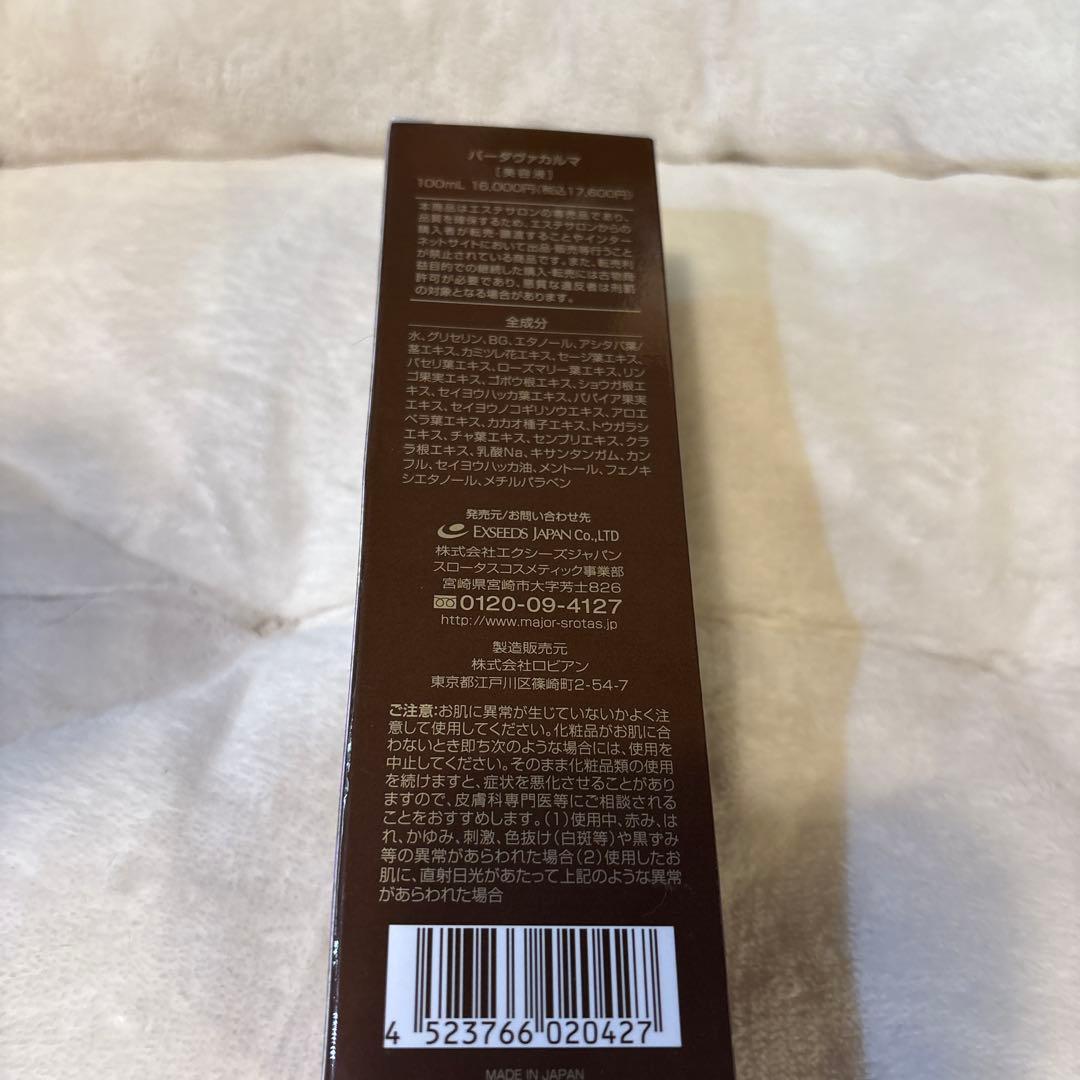 パーダヴァカルマ
[美容液]
100mL 16,000円(税込17,600円)
本商品はエステサロンの専売品であり、
品質を確保するため、エステサロンからの
購入者が転売・譲渡することやインター
ネットサイトにおいて出品・販売等行うこと
が禁止されている商品です。また、転売利
益目的での継続した購入・転売には古物商
許可が必要であり、悪質な違反者は刑罰
の対象となる場合があります。
全成分
水、グリセリン、BG、エタノール、アシタバ葉/
茎エキス、カミツレ花エキス、セージ葉エキス、
パセリ葉エキス、ローズマリー葉エキス、リン
ゴ果実エキス、ゴボウ根エキス、ショウガ根エ
キス、セイヨウハッカ葉エキス、パパイア果実
エキス、セイヨウノコギリソウエキス、アロエ
ベラ葉エキス、カカオ種子エキス、トウガラシ
エキス、チャ葉エキス、センブリエキス、クラ
ラ根エキス、乳酸Na、キサンタンガム、カン
フル、セイヨウハッカ油、メントール、フェノキ
シエタノール、メチルパラベン
発売元/お問い合わせ先
EXSEEDS JAPAN Co.,LTD
株式会社エクシーズジャパン
スロータスコスメティック事業部
宮崎県宮崎市大字芳士826
0120-09-4127
http://www.major-srotas.jp
製造販売元
株式会社ロビアン
東京都江戸川区篠崎町2-54-7
ご注意:お肌に異常が生じていないかよく注
意して使用してください。化粧品がお肌に合
わないとき即ち次のような場合には、使用を
中止してください。そのまま化粧品類の使用
を続けますと、症状を悪化させることがあり
ますので、皮膚科専門医等にご相談される
ことをおすすめします。(1)使用中、赤み、は
れ、かゆみ、刺激、色抜け(白斑等)や黒ずみ
等の異常があらわれた場合(2)使用したお
肌に、直射日光があたって上記のような異常
があらわれた場合
4 523766 020427
MADE IN JAPAN